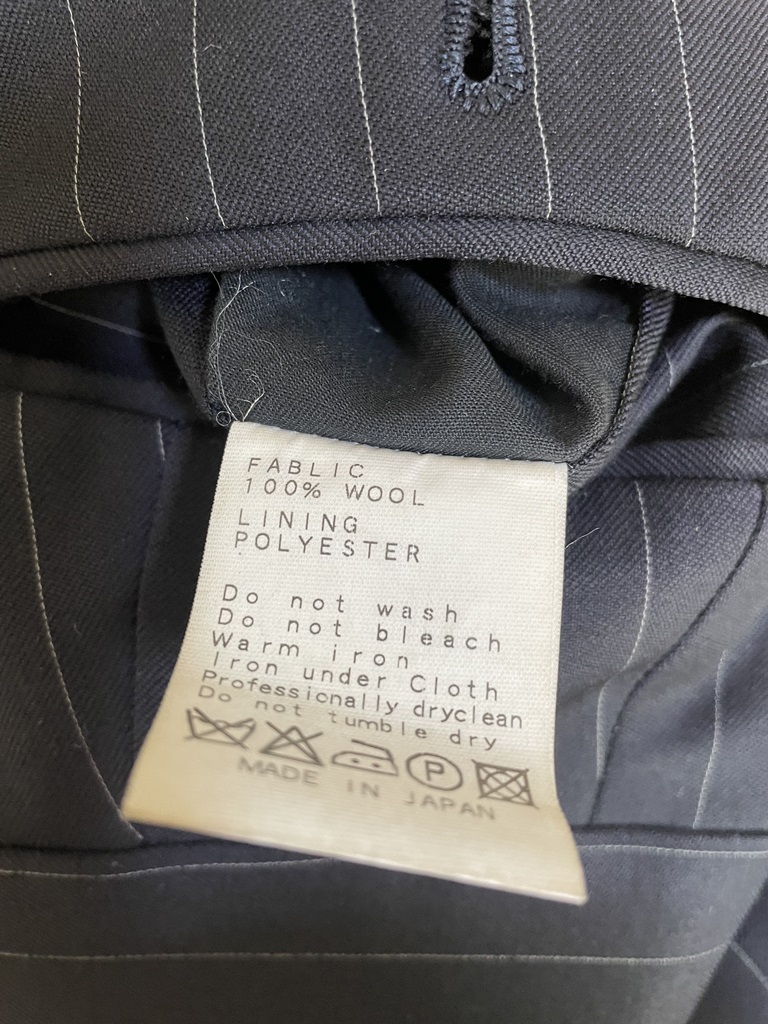 FABLIC
100% WOOL
LINING
POLYESTER
Do not wash
Do not bleach
Warm iron
Iron under Cloth
Professionally dryclean
Do not tumble dry
P
MADE IN JAPAN